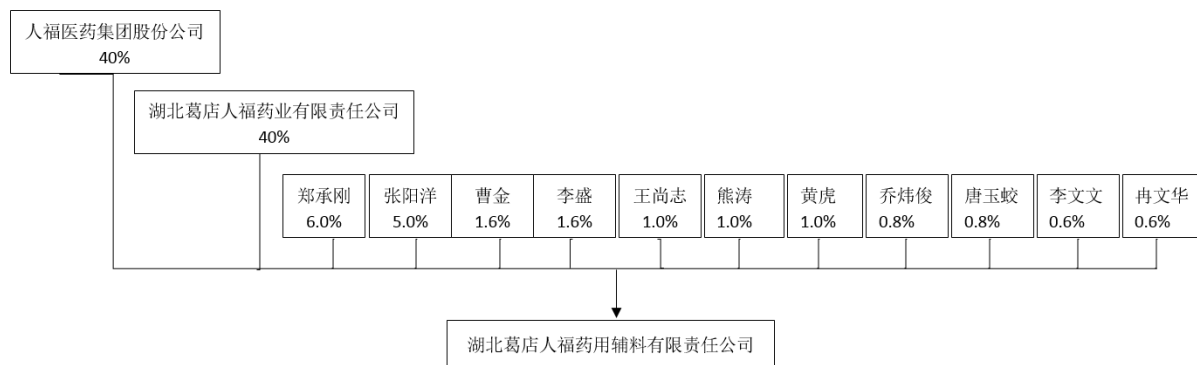 人福医药集团股份公司
40%
湖北葛店人福药业有限责任公司
40%
郑承刚
6.0%
张阳洋
5.0%
曹金
1.6%
李盛
1.6%
王尚志
1.0%
熊涛
1.0%
黄虎
1.0%
乔炜俊
0.8%
唐玉蛟
0.8%
李文文
0.6%
冉文华
0.6%
湖北葛店人福药用辅料有限责任公司